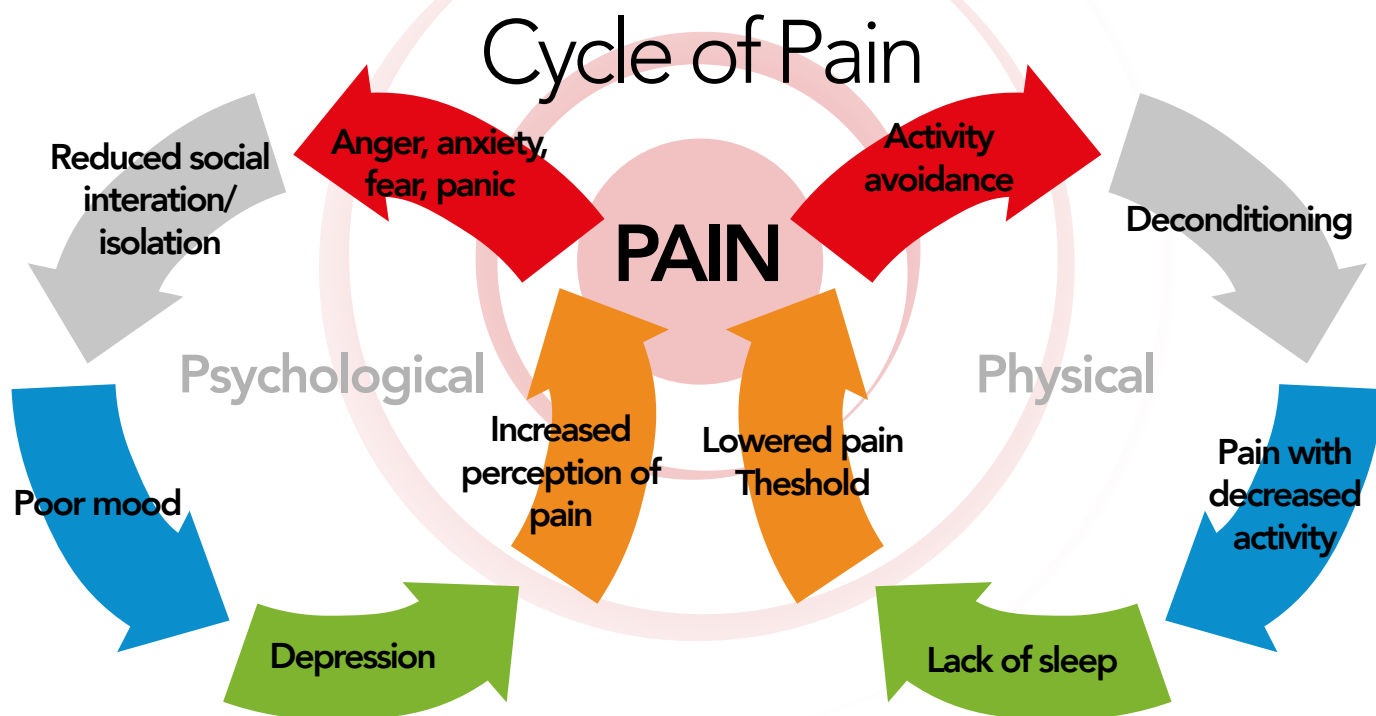 Cycle of Pain
Anger, anxiety,
fear, panic
Reduced social
interation/
isolation
Poor mood
Depression
Increased
perception of
pain
Psychological
PAIN
Activity
avoidance
Deconditioning
Pain with
decreased
activity
Lack of sleep
Lowered pain
Theshold
Physical